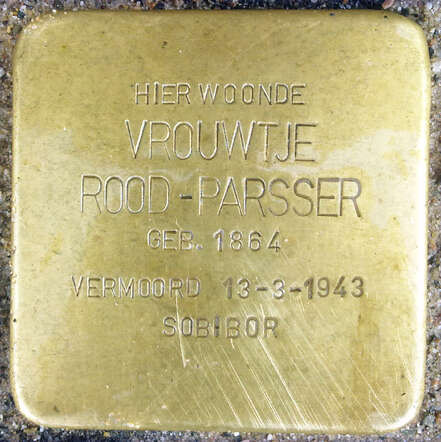 HIER WOONDE
VROUWTJE
ROOD-PARSSER
GEB. 1864
VERMOORD 13-3-1943
SOBIBOR